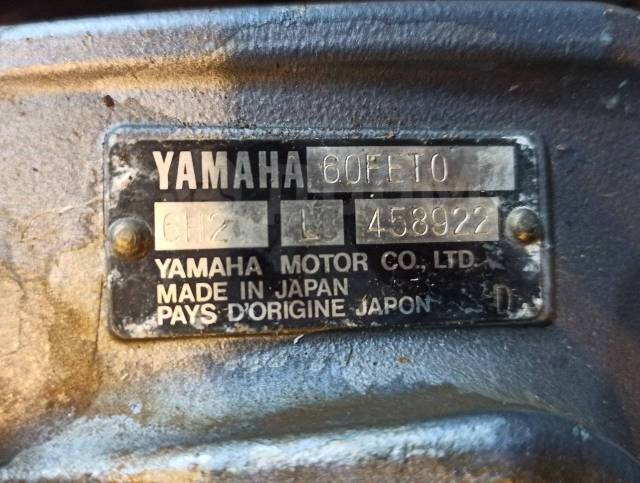 YAMAHA 60FETO
6H2 L 458922
YAMAHA MOTOR CO., LTD.
MADE IN JAPAN
PAYS D'ORIGINE JAPON D